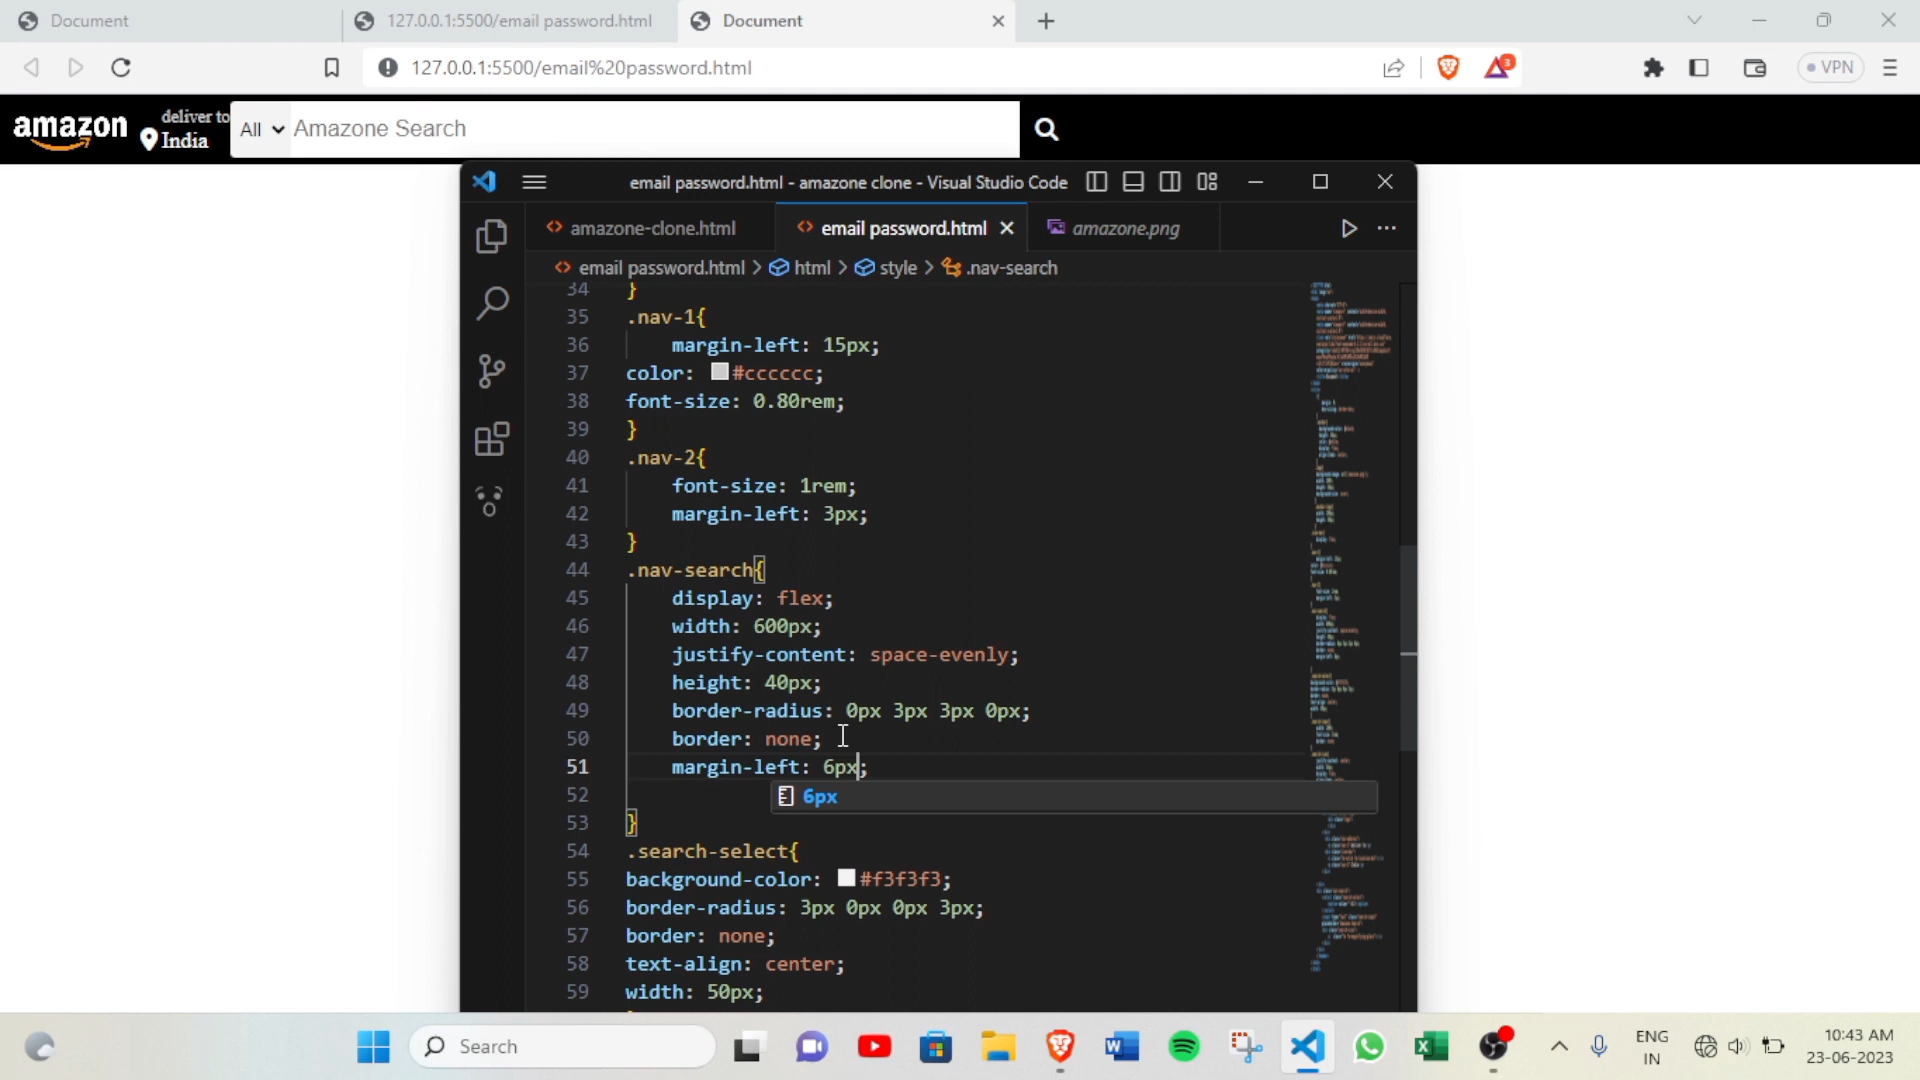 Document
127.0.0.1:5500/email password.html
Document
127.0.0.1:5500/email%20password.html
3
VPN
amazon
deliver to
India
All
Amazone Search
email password.html - amazone clone - Visual Studio Code
amazone-clone.html
email password.html
amazone.png
email password.html > html > style > .nav-search
34 }
35 .nav-1{
36 margin-left: 15px;
37 color: #cccccc;
38 font-size: 0.80rem;
39 }
40 .nav-2{
41 font-size: 1rem;
42 margin-left: 3px;
43 }
44 .nav-search{
45 display: flex;
46 width: 600px;
47 justify-content: space-evenly;
48 height: 40px;
49 border-radius: 0px 3px 3px 0px;
50 border: none;
51 margin-left: 6px;
6px
52
53 }
54 .search-select{
55 background-color: #f3f3f3;
56 border-radius: 3px 0px 0px 3px;
57 border: none;
58 text-align: center;
59 width: 50px;
Search
ENG
IN
10:43 AM
23-06-2023